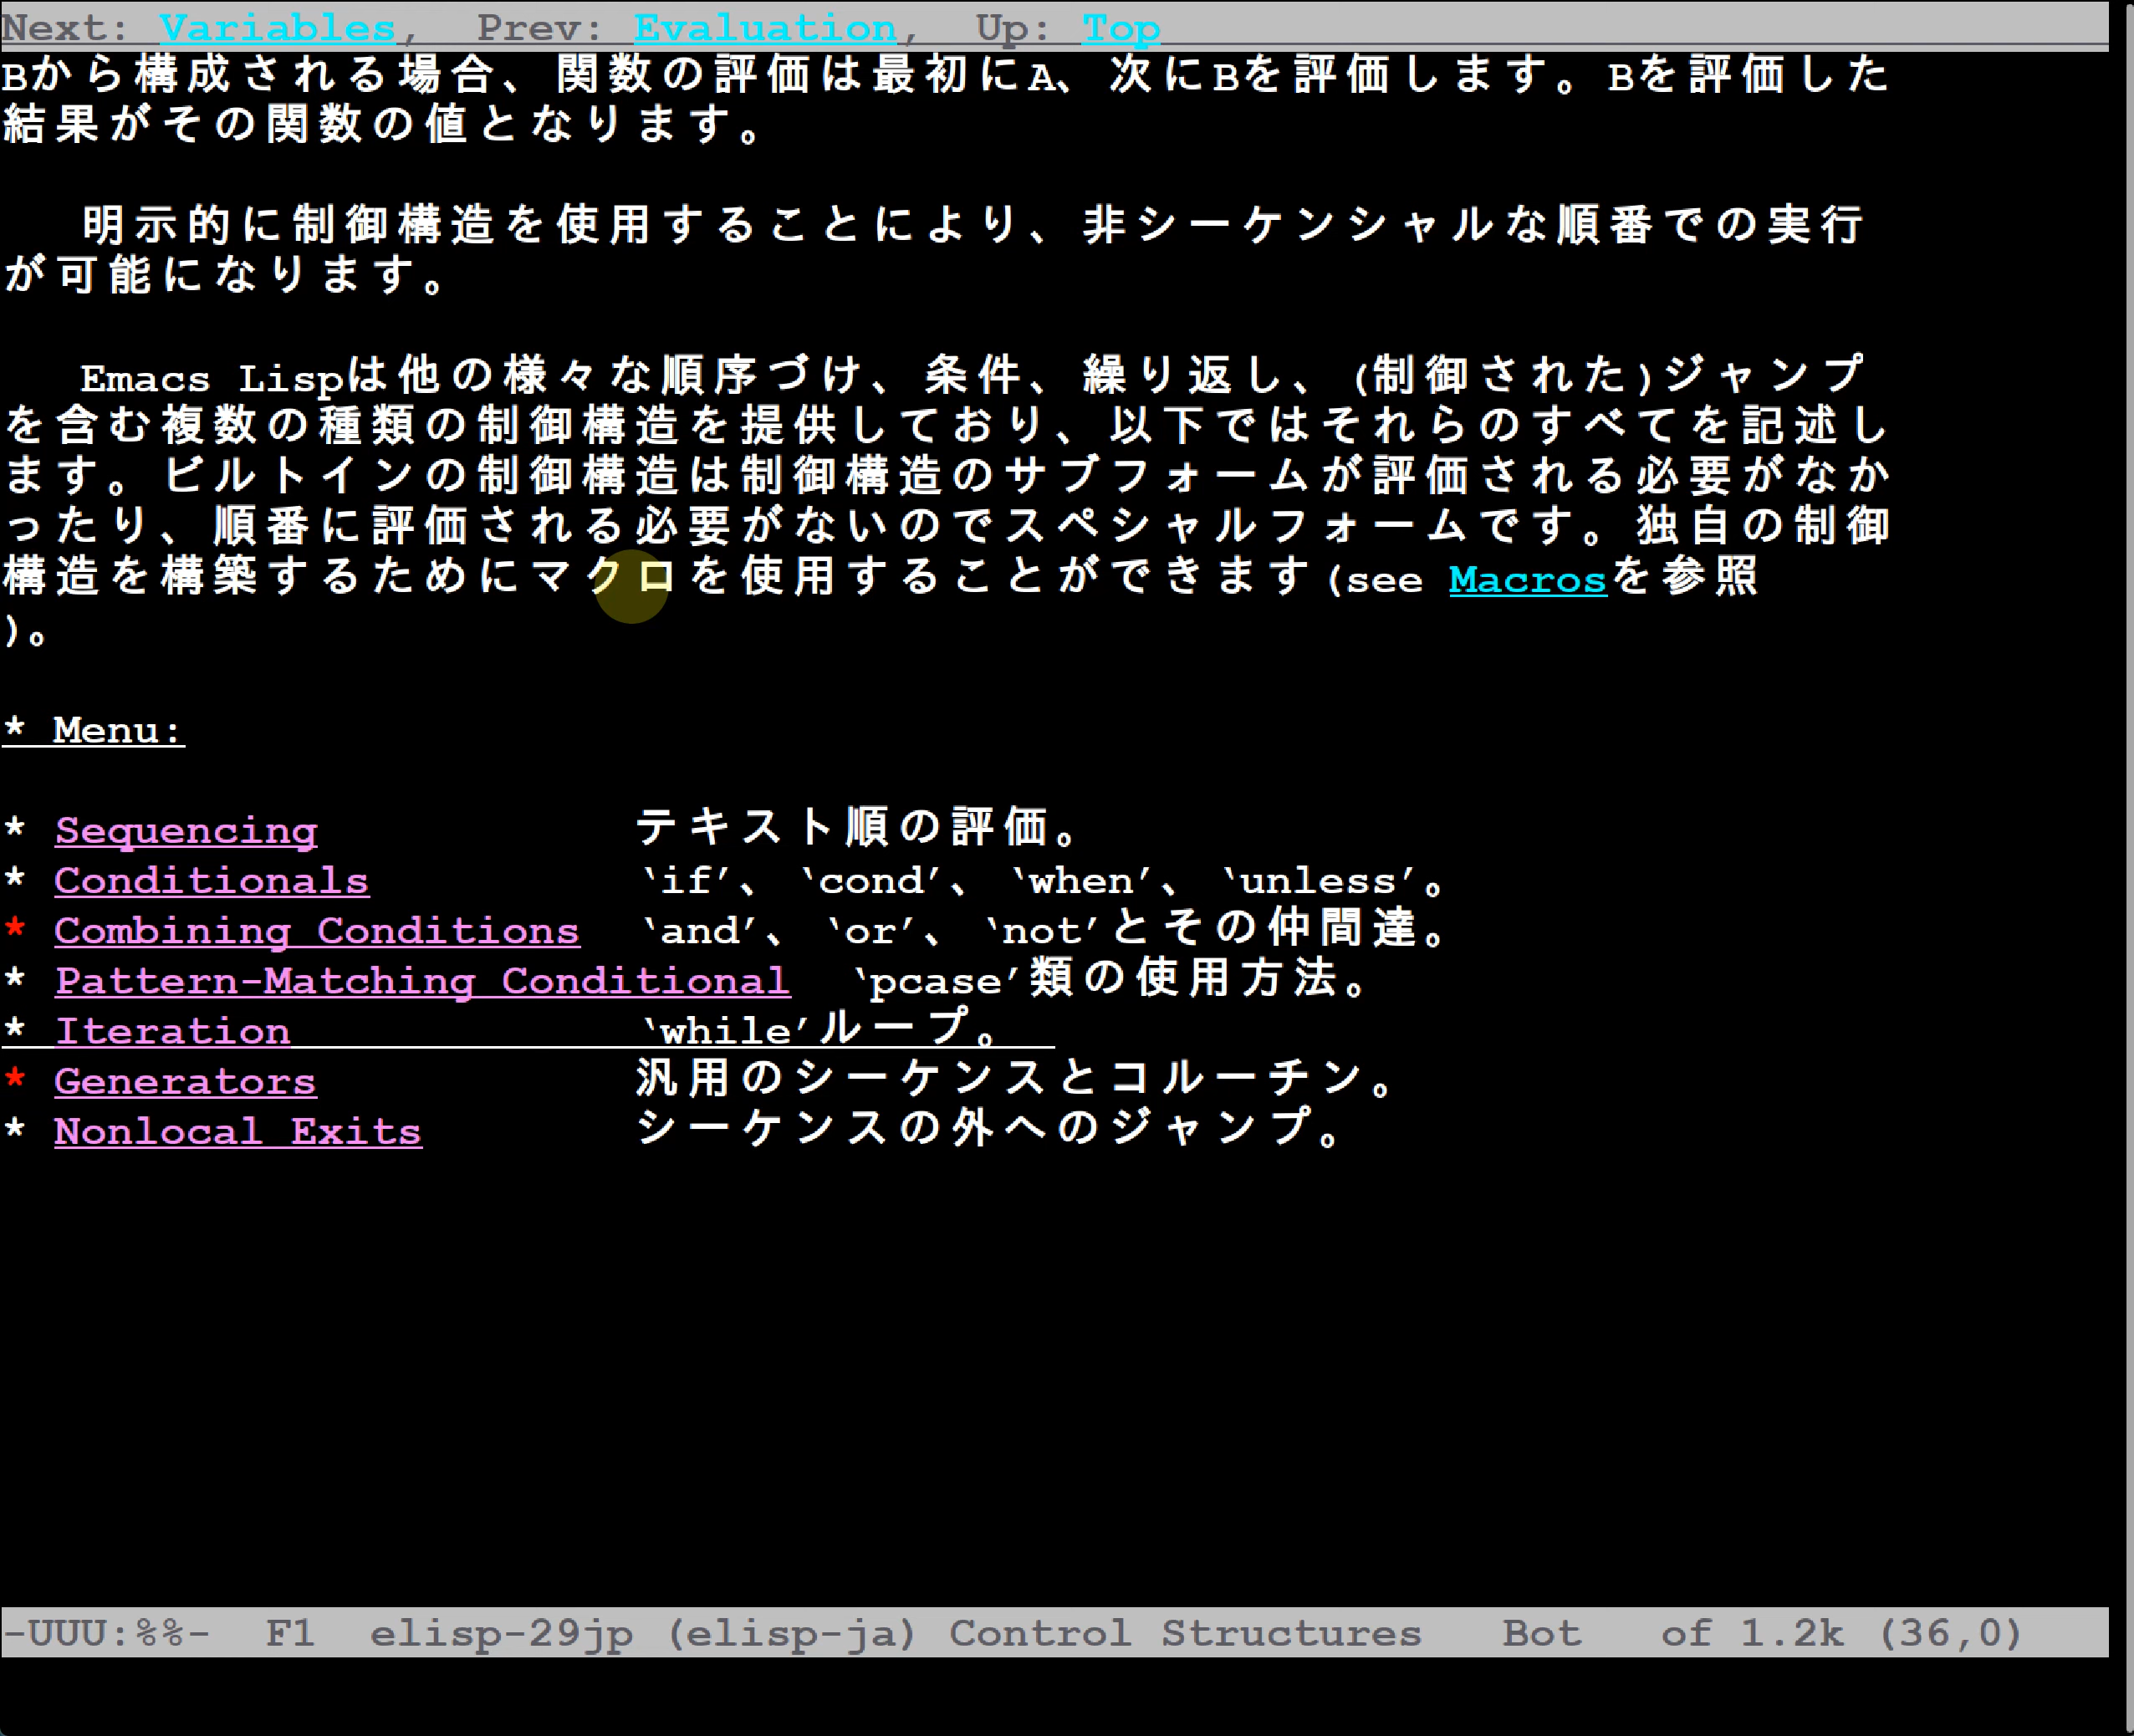 Next: Variables,  Prev: Evaluation,  Up: Top
Bから構成される場合、関数の評価は最初にA、次にBを評価します。Bを評価した
結果がその関数の値となります。
明示的に制御構造を使用することにより、非シーケンシャルな順番での実行
が可能になります。
Emacs Lispは他の様々な順序づけ、条件、繰り返し、(制御された)ジャンプ
を含む複数の種類の制御構造を提供しており、以下ではそれらのすべてを記述し
ます。ビルトインの制御構造は制御構造のサブフォームが評価される必要がなか
ったり、順番に評価される必要がないのでスペシャルフォームです。独自の制御
構造を構築するためにマクロを使用することができます(see Macrosを参照
)。
* Menu:
* Sequencing テキスト順の評価。
* Conditionals ‘if’、‘cond’、‘when’、‘unless’。
* Combining Conditions ‘and’、‘or’、‘not’とその仲間達。
* Pattern-Matching Conditional ‘pcase’類の使用方法。
* Iteration ‘while’ループ。
* Generators 汎用のシーケンスとコルーチン。
* Nonlocal Exits シーケンスの外へのジャンプ。
-UUU:%%-  F1  elisp-29jp (elisp-ja) Control Structures   Bot   of 1.2k (36,0)